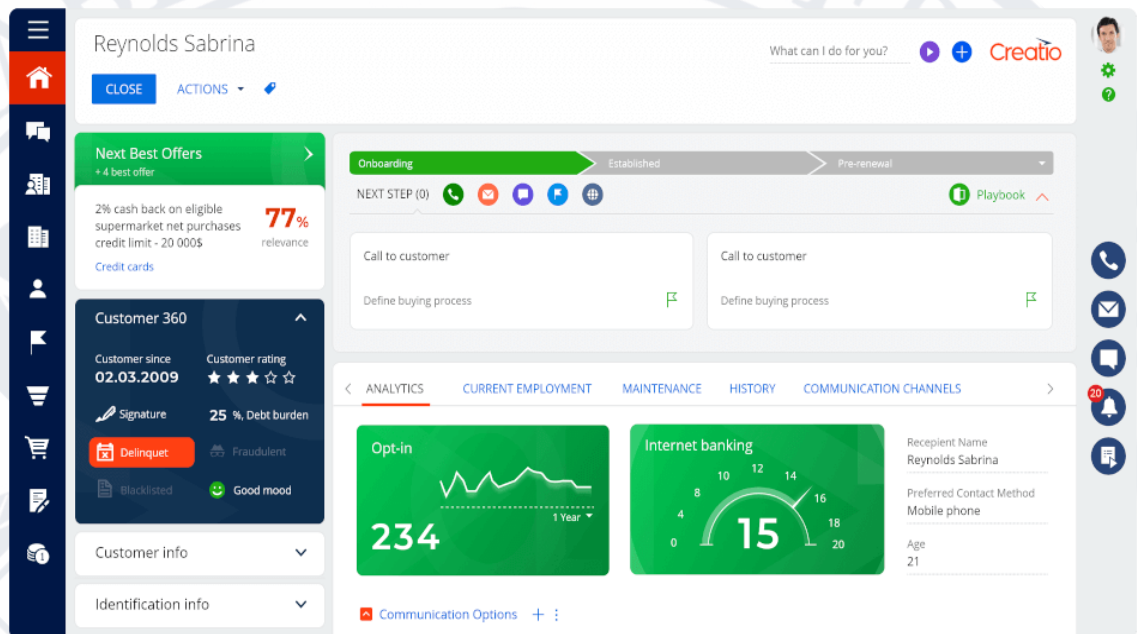 Reynolds Sabrina
What can I do for you?
Creatio
CLOSE
ACTIONS
Next Best Offers
+ 4 best offer
2% cash back on eligible
supermarket net purchases
credit limit - 20 000$
77%
relevance
Credit cards
Customer 360
Customer since
02.03.2009
Customer rating
Signature
25 %, Debt burden
Delinquet
Fraudulent
Blacklisted
Good mood
Customer info
Identification info
Onboarding
Established
Pre-renewal
NEXT STEP (0)
Playbook
Call to customer
Define buying process
Call to customer
Define buying process
ANALYTICS
CURRENT EMPLOYMENT
MAINTENANCE
HISTORY
COMMUNICATION CHANNELS
Opt-in
1 Year
234
Internet banking
0
4
8
10
12
14
16
18
20
15
Recepient Name
Reynolds Sabrina
Preferred Contact Method
Mobile phone
Age
21
Communication Options
20